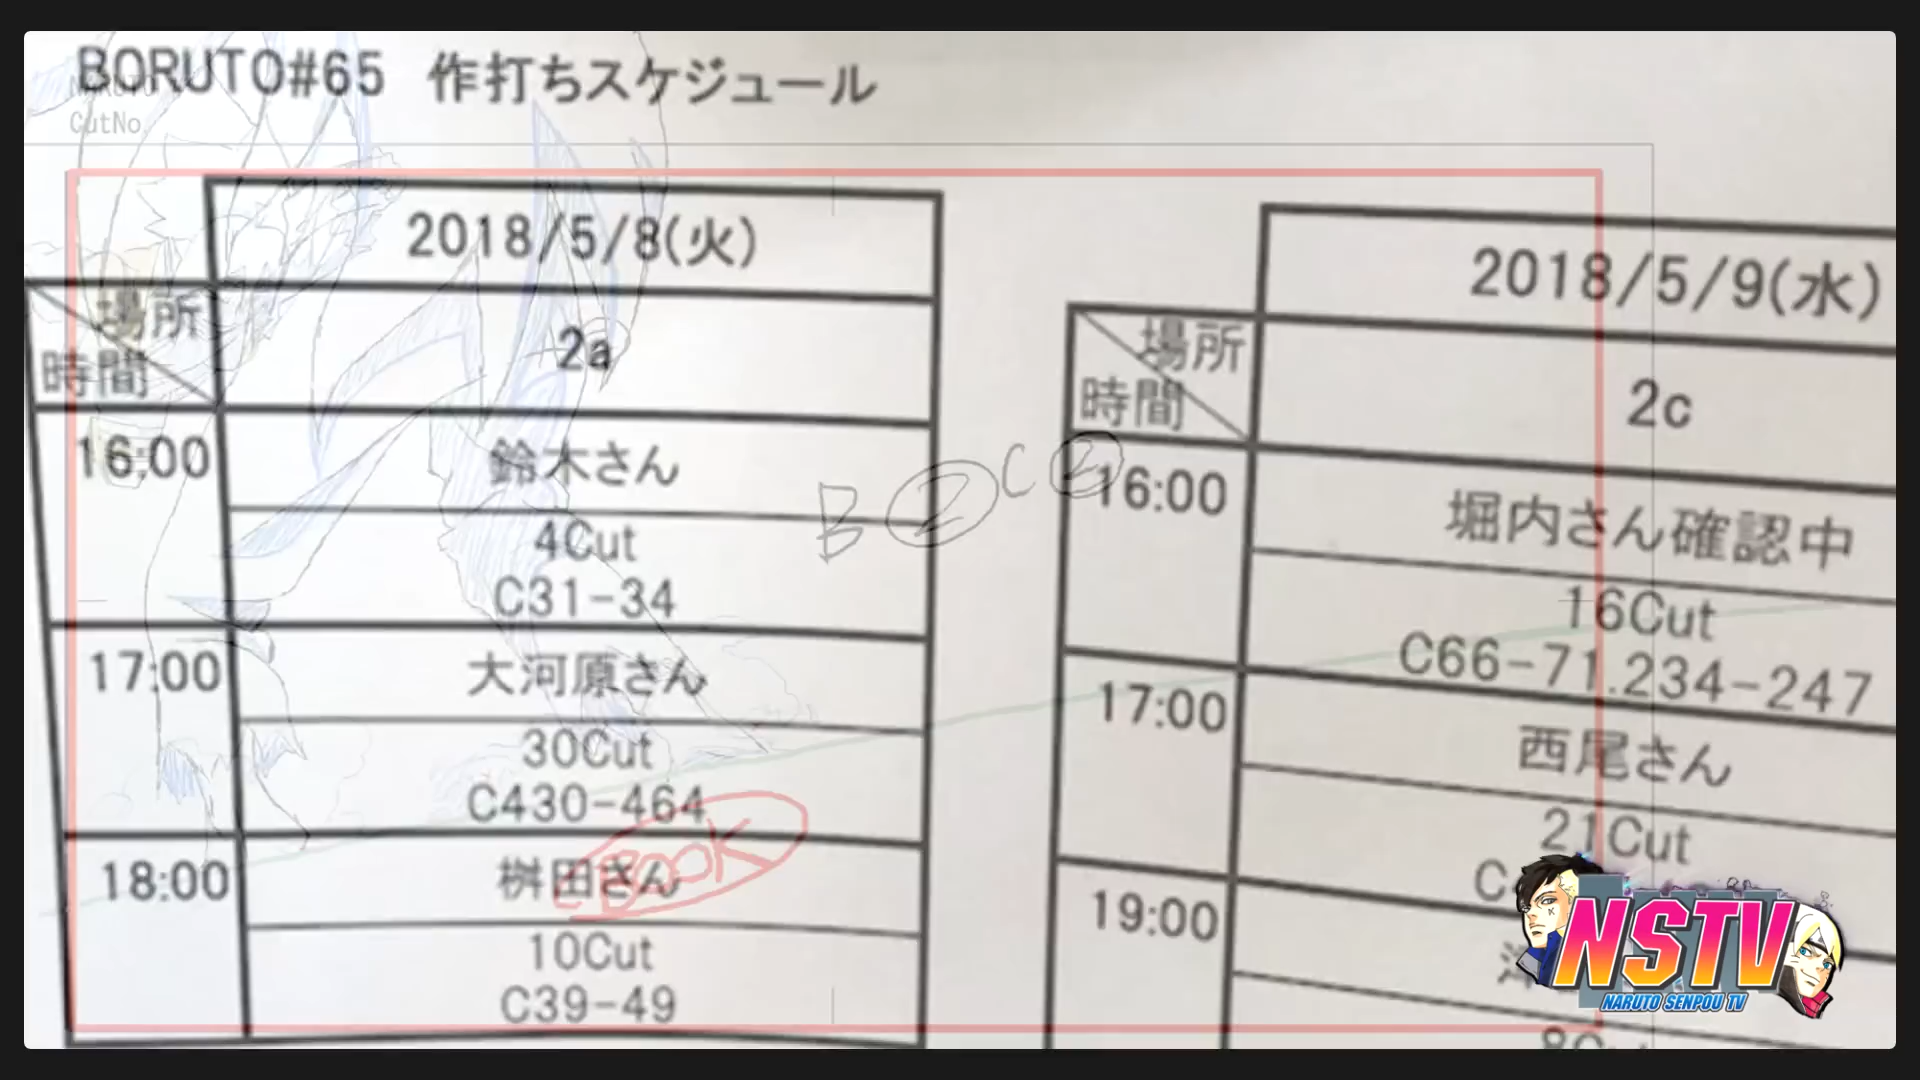 BORUTO#65 作打ちスケジュール
NARUTO
CutNo.
2018/5/8(火)
場所
時間
2a
16:00
鈴木さん
4Cut
C31-34
17:00
大河原さん
30Cut
C430-464
18:00
桝田さん
10Cut
C39-49
BOOK
B② C②
2018/5/9(水)
場所
時間
2c
16:00
堀内さん確認中
16Cut
C66-71.234-247
17:00
西尾さん
21Cut
19:00
NSTV
NARUTO SENPOU TV